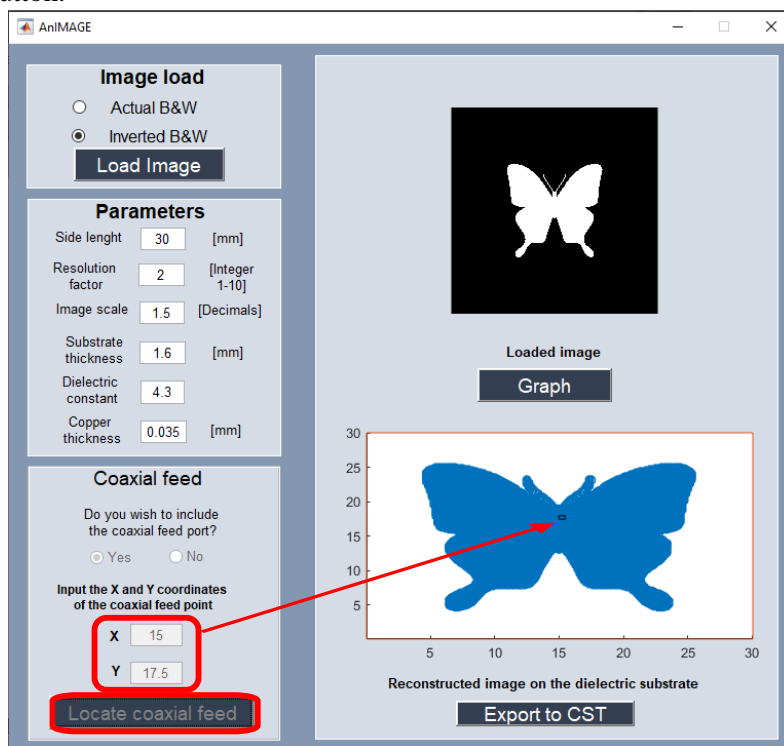 utton.
AnIMAGE
Image load
Actual B&W
Inverted B&W
Load Image
Parameters
Side lenght 30 [mm]
Resolution factor 2 [Integer 1-10]
Image scale 1.5 [Decimals]
Substrate thickness 1.6 [mm]
Dielectric constant 4.3
Copper thickness 0.035 [mm]
Coaxial feed
Do you wish to include
the coaxial feed port?
Yes No
Input the X and Y coordinates
of the coaxial feed point
X 15
Y 17.5
Locate coaxial feed
Loaded image
Graph
30
25
20
15
10
5
5 10 15 20 25 30
Reconstructed image on the dielectric substrate
Export to CST